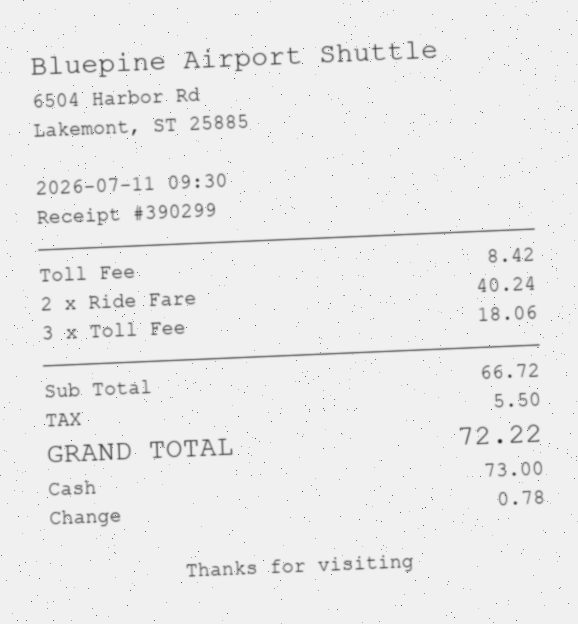 Bluepine Airport Shuttle
6504 Harbor Rd
Lakemont, ST 25885
2026-07-11 09:30
Receipt #390299
Toll Fee 8.42
2 x Ride Fare 40.24
3 x Toll Fee 18.06
Sub Total 66.72
TAX 5.50
GRAND TOTAL 72.22
Cash 73.00
Change 0.78
Thanks for visiting